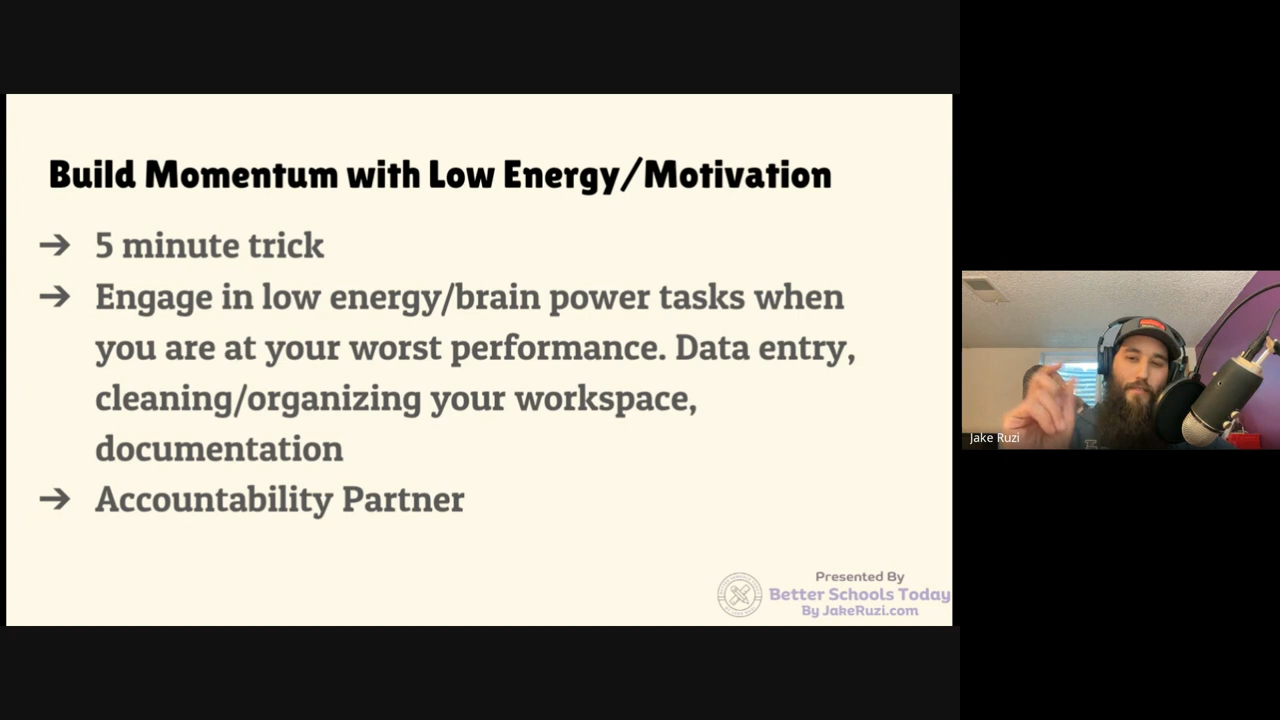 Build Momentum with Low Energy/Motivation
➔ 5 minute trick
➔ Engage in low energy/brain power tasks when
you are at your worst performance. Data entry,
cleaning/organizing your workspace,
documentation
➔ Accountability Partner
Presented By
Better Schools Today
By JakeRuzi.com
Jake Ruzi